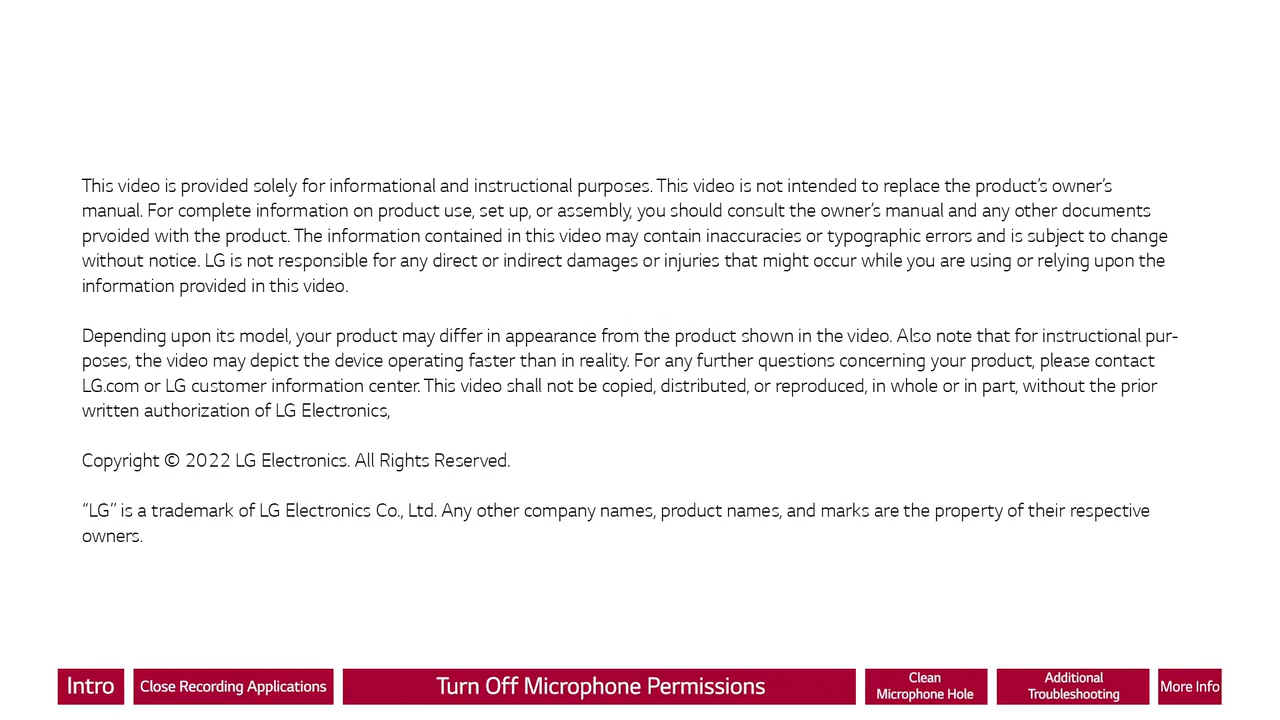 This video is provided solely for informational and instructional purposes. This video is not intended to replace the product's owner's
manual. For complete information on product use, set up, or assembly, you should consult the owner's manual and any other documents
prvoided with the product. The information contained in this video may contain inaccuracies or typographic errors and is subject to change
without notice. LG is not responsible for any direct or indirect damages or injuries that might occur while you are using or relying upon the
information provided in this video.
Depending upon its model, your product may differ in appearance from the product shown in the video. Also note that for instructional pur-
poses, the video may depict the device operating faster than in reality. For any further questions concerning your product, please contact
LG.com or LG customer information center. This video shall not be copied, distributed, or reproduced, in whole or in part, without the prior
written authorization of LG Electronics,
Copyright © 2022 LG Electronics. All Rights Reserved.
“LG” is a trademark of LG Electronics Co., Ltd. Any other company names, product names, and marks are the property of their respective
owners.
Intro
Close Recording Applications
Turn Off Microphone Permissions
Clean
Microphone Hole
Additional
Troubleshooting
More Info